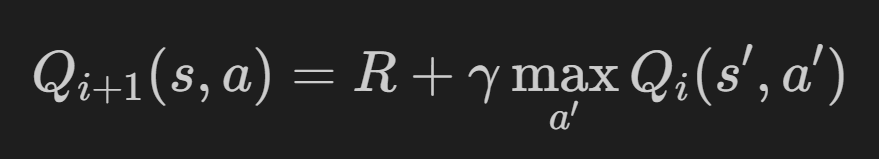 Q_{i+1}(s, a) = R + γ max_{a′} Q_i(s′, a′)